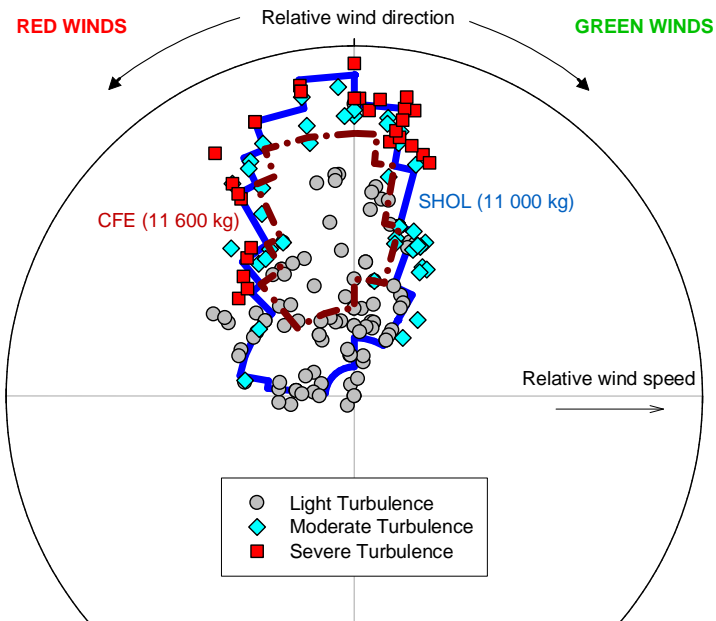 RED WINDS
Relative wind direction
GREEN WINDS
CFE (11 600 kg)
SHOL (11 000 kg)
Relative wind speed
Light Turbulence
Moderate Turbulence
Severe Turbulence